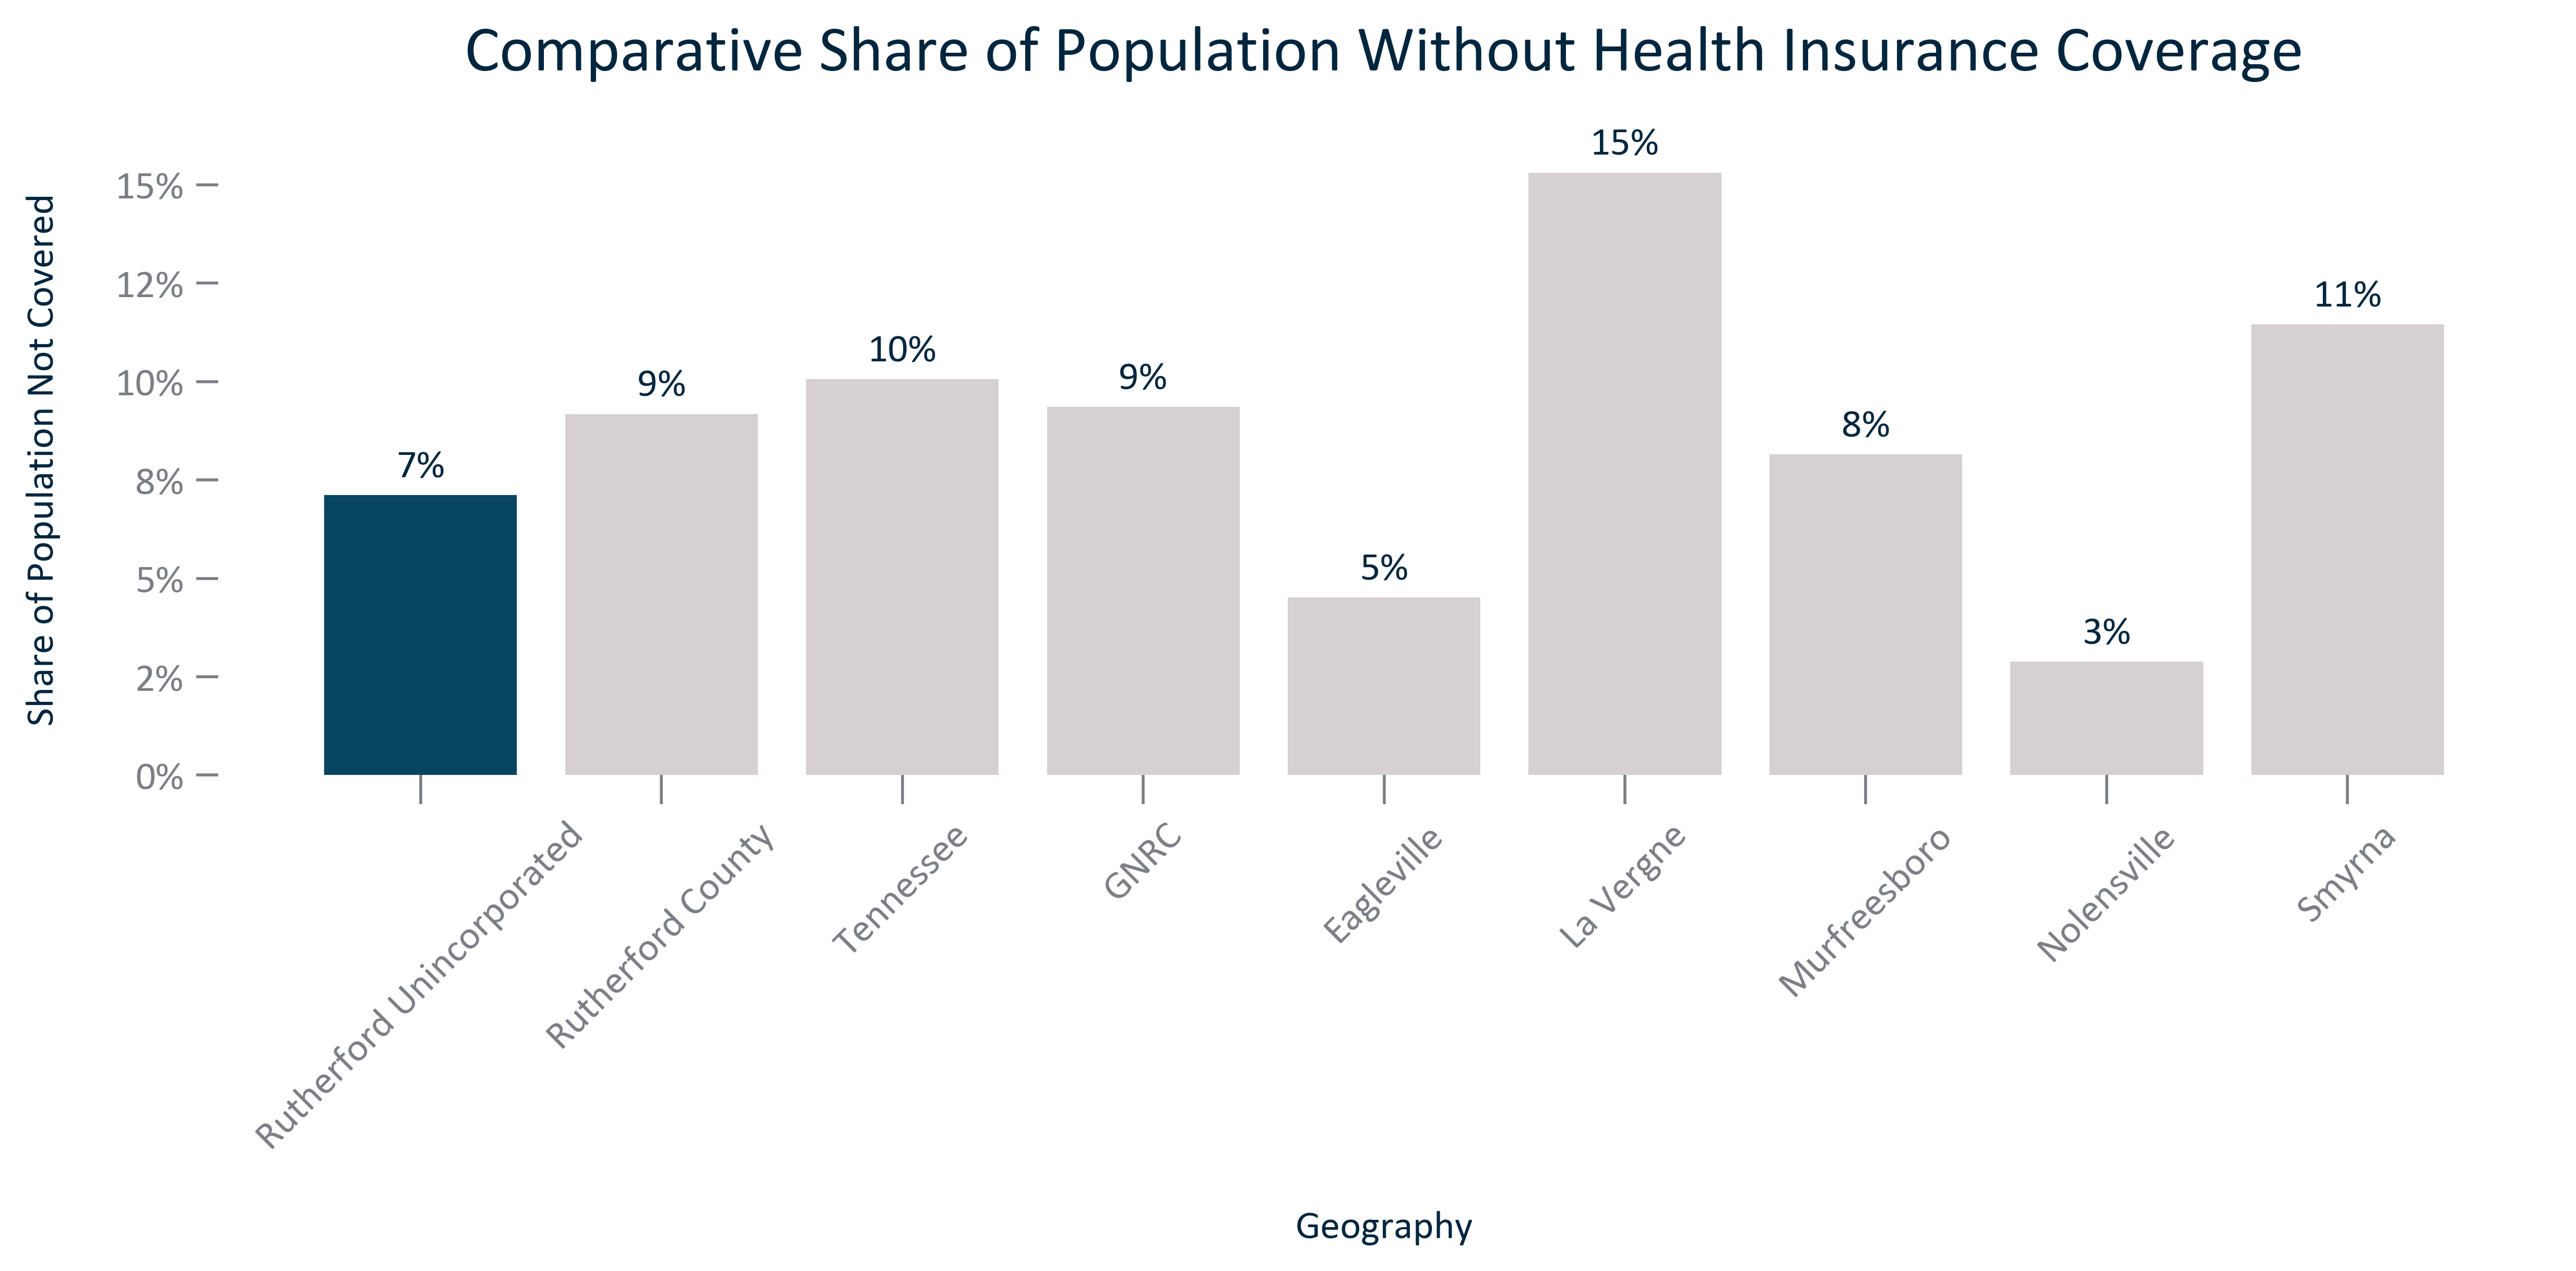 Comparative Share of Population Without Health Insurance Coverage
Share of Population Not Covered
15%
12%
10%
8%
5%
2%
0%
7%
9%
10%
9%
5%
15%
8%
3%
11%
Rutherford Unincorporated
Rutherford County
Tennessee
GNRC
Eagleville
La Vergne
Murfreesboro
Nolensville
Smyrna
Geography